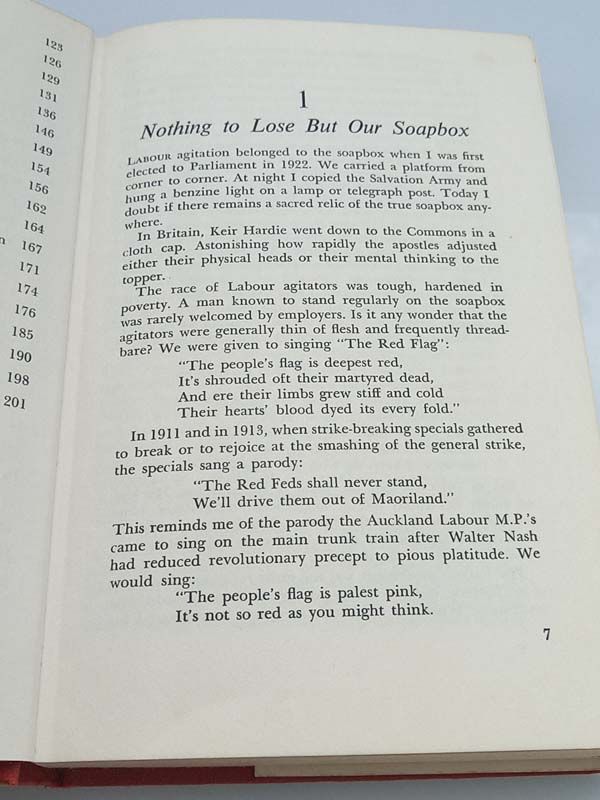 123
126
129
131
136
146
149
154
156
162
164
n 167
171
174
176
185
190
198
201
1
Nothing to Lose But Our Soapbox
LABOUR agitation belonged to the soapbox when I was first
elected to Parliament in 1922. We carried a platform from
corner to corner. At night I copied the Salvation Army and
hung a benzine light on a lamp or telegraph post. Today I
doubt if there remains a sacred relic of the true soapbox any-
where.
In Britain, Keir Hardie went down to the Commons in a
cloth cap. Astonishing how rapidly the apostles adjusted
either their physical heads or their mental thinking to the
topper.
The race of Labour agitators was tough, hardened in
poverty. A man known to stand regularly on the soapbox
was rarely welcomed by employers. Is it any wonder that the
agitators were generally thin of flesh and frequently thread-
bare? We were given to singing "The Red Flag":
"The people's flag is deepest red,
It's shrouded oft their martyred dead,
And ere their limbs grew stiff and cold
Their hearts' blood dyed its every fold."
In 1911 and in 1913, when strike-breaking specials gathered
to break or to rejoice at the smashing of the general strike,
the specials sang a parody:
"The Red Feds shall never stand,
We'll drive them out of Maoriland."
This reminds me of the parody the Auckland Labour M.P.'s
came to sing on the main trunk train after Walter Nash
had reduced revolutionary precept to pious platitude. We
would sing:
"The people's flag is palest pink,
It's not so red as you might think.
7